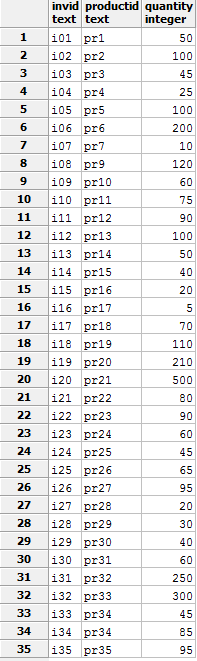 invid productid quantity
text text integer
1 i01 pr1 50
2 i02 pr2 100
3 i03 pr3 45
4 i04 pr4 25
5 i05 pr5 100
6 i06 pr6 200
7 i07 pr7 10
8 i08 pr9 120
9 i09 pr10 60
10 i10 pr11 75
11 i11 pr12 90
12 i12 pr13 100
13 i13 pr14 50
14 i14 pr15 40
15 i15 pr16 20
16 i16 pr17 5
17 i17 pr18 70
18 i18 pr19 110
19 i19 pr20 210
20 i20 pr21 500
21 i21 pr22 80
22 i22 pr23 90
23 i23 pr24 60
24 i24 pr25 45
25 i25 pr26 65
26 i26 pr27 95
27 i27 pr28 20
28 i28 pr29 30
29 i29 pr30 40
30 i30 pr31 60
31 i31 pr32 250
32 i32 pr33 300
33 i33 pr34 45
34 i34 pr34 85
35 i35 pr35 95